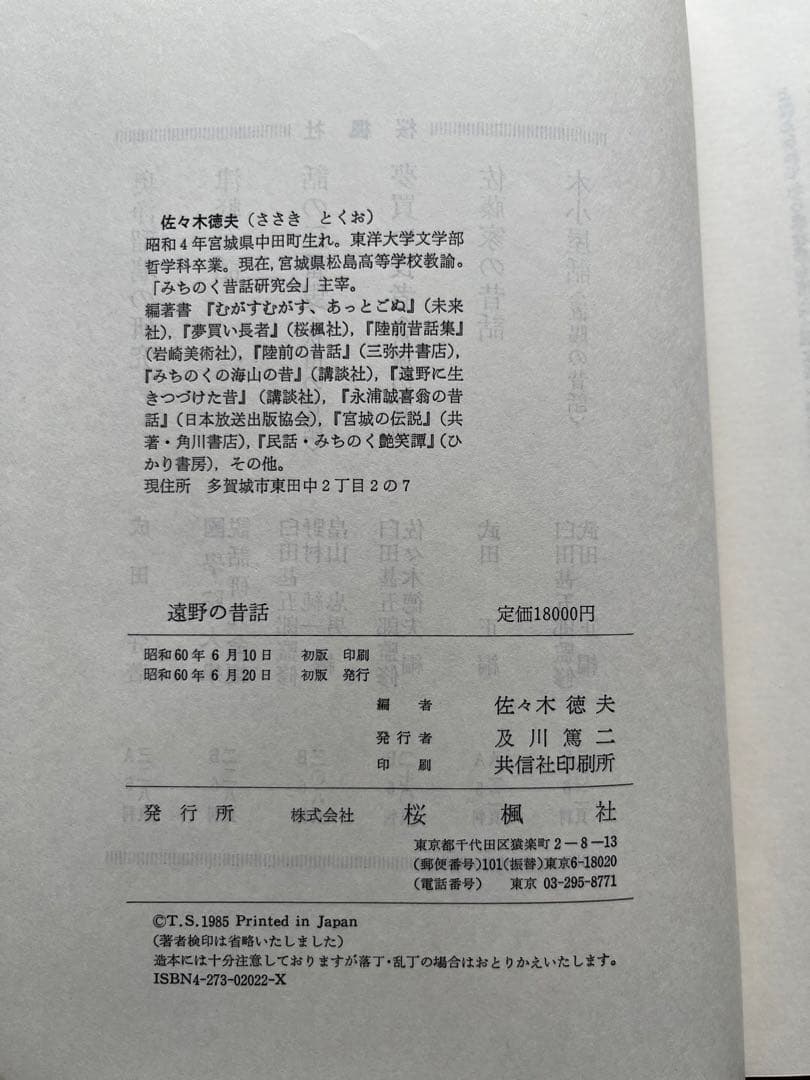 佐々木徳夫(ささき　とくお)
昭和4年宮城県中田町生れ。東洋大学文学部
哲学科卒業。現在,宮城県松島高等学校教諭。
「みちのく昔話研究会」主宰。
編著書　『むがすむがす、あっとごぬ』(未来
社),『夢買い長者』(桜楓社),『陸前昔話集』
(岩崎美術社),『陸前の昔話』(三弥井書店),
『みちのくの海山の昔』(講談社),『遠野に生
きつづけた昔』(講談社),『永浦誠喜翁の昔
話』(日本放送出版協会),『宮城の伝説』(共
著・角川書店),『民話・みちのく艶笑譚』(ひ
かり書房), その他。
現住所　多賀城市東田中2丁目2の7
遠野の昔話　定価18000円
昭和60年6月10日　初版　印刷
昭和60年6月20日　初版　発行
編者　佐々木徳夫
発行者　及川篤二
印刷　共信社印刷所
発行所　株式会社　桜楓社
東京都千代田区猿楽町2－8－13
(郵便番号)101(振替)東京6-18020
(電話番号)　東京 03-295-8771
©T.S.1985 Printed in Japan
(著者検印は省略いたしました)
造本には十分注意しておりますが落丁・乱丁の場合はおとりかえいたします。
ISBN4-273-02022-X